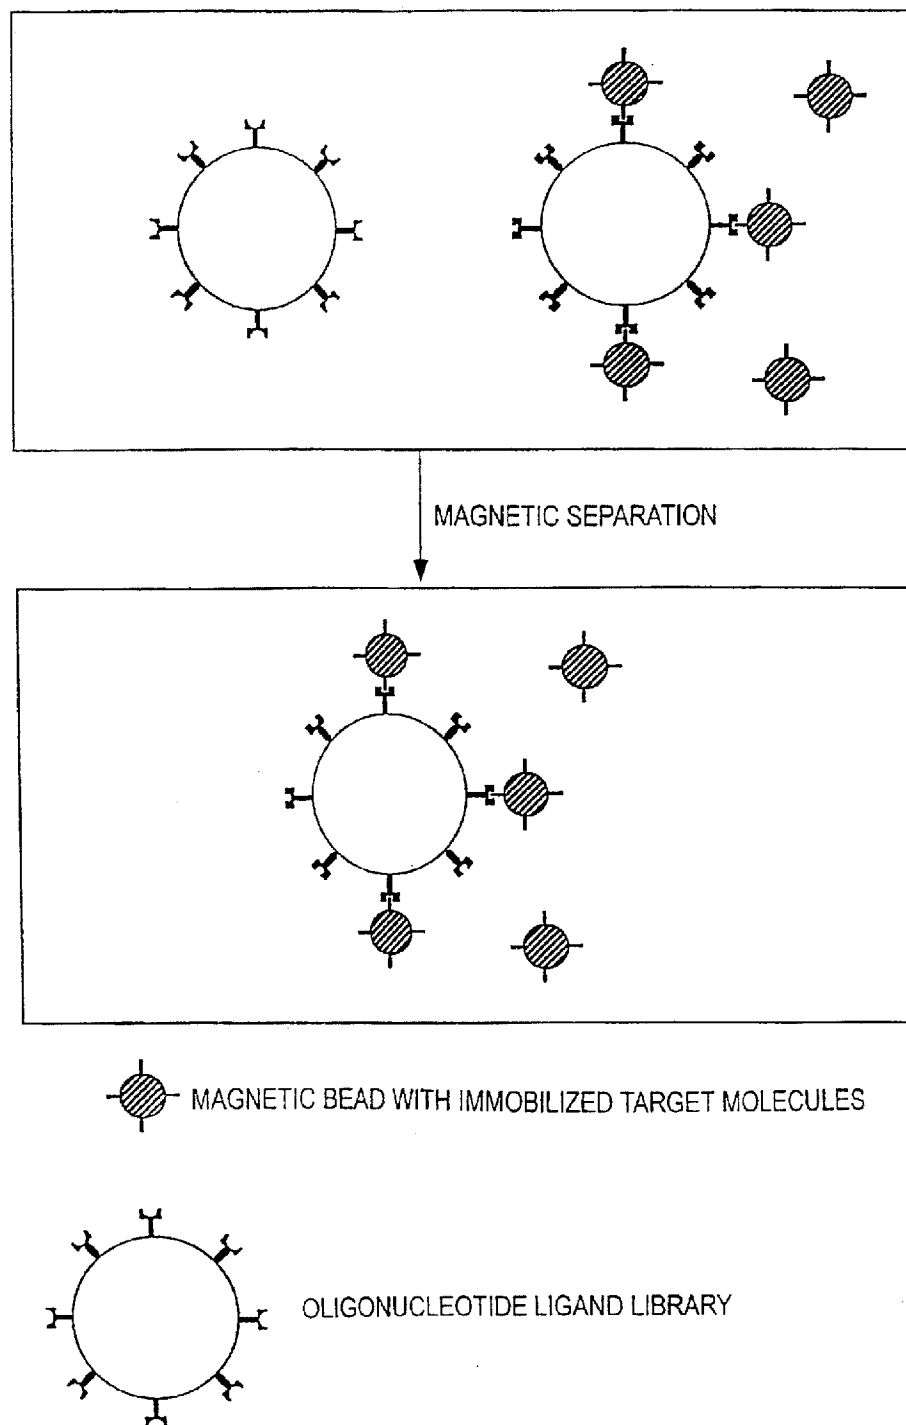 MAGNETIC SEPARATION
MAGNETIC BEAD WITH IMMOBILIZED TARGET MOLECULES
OLIGONUCLEOTIDE LIGAND LIBRARY